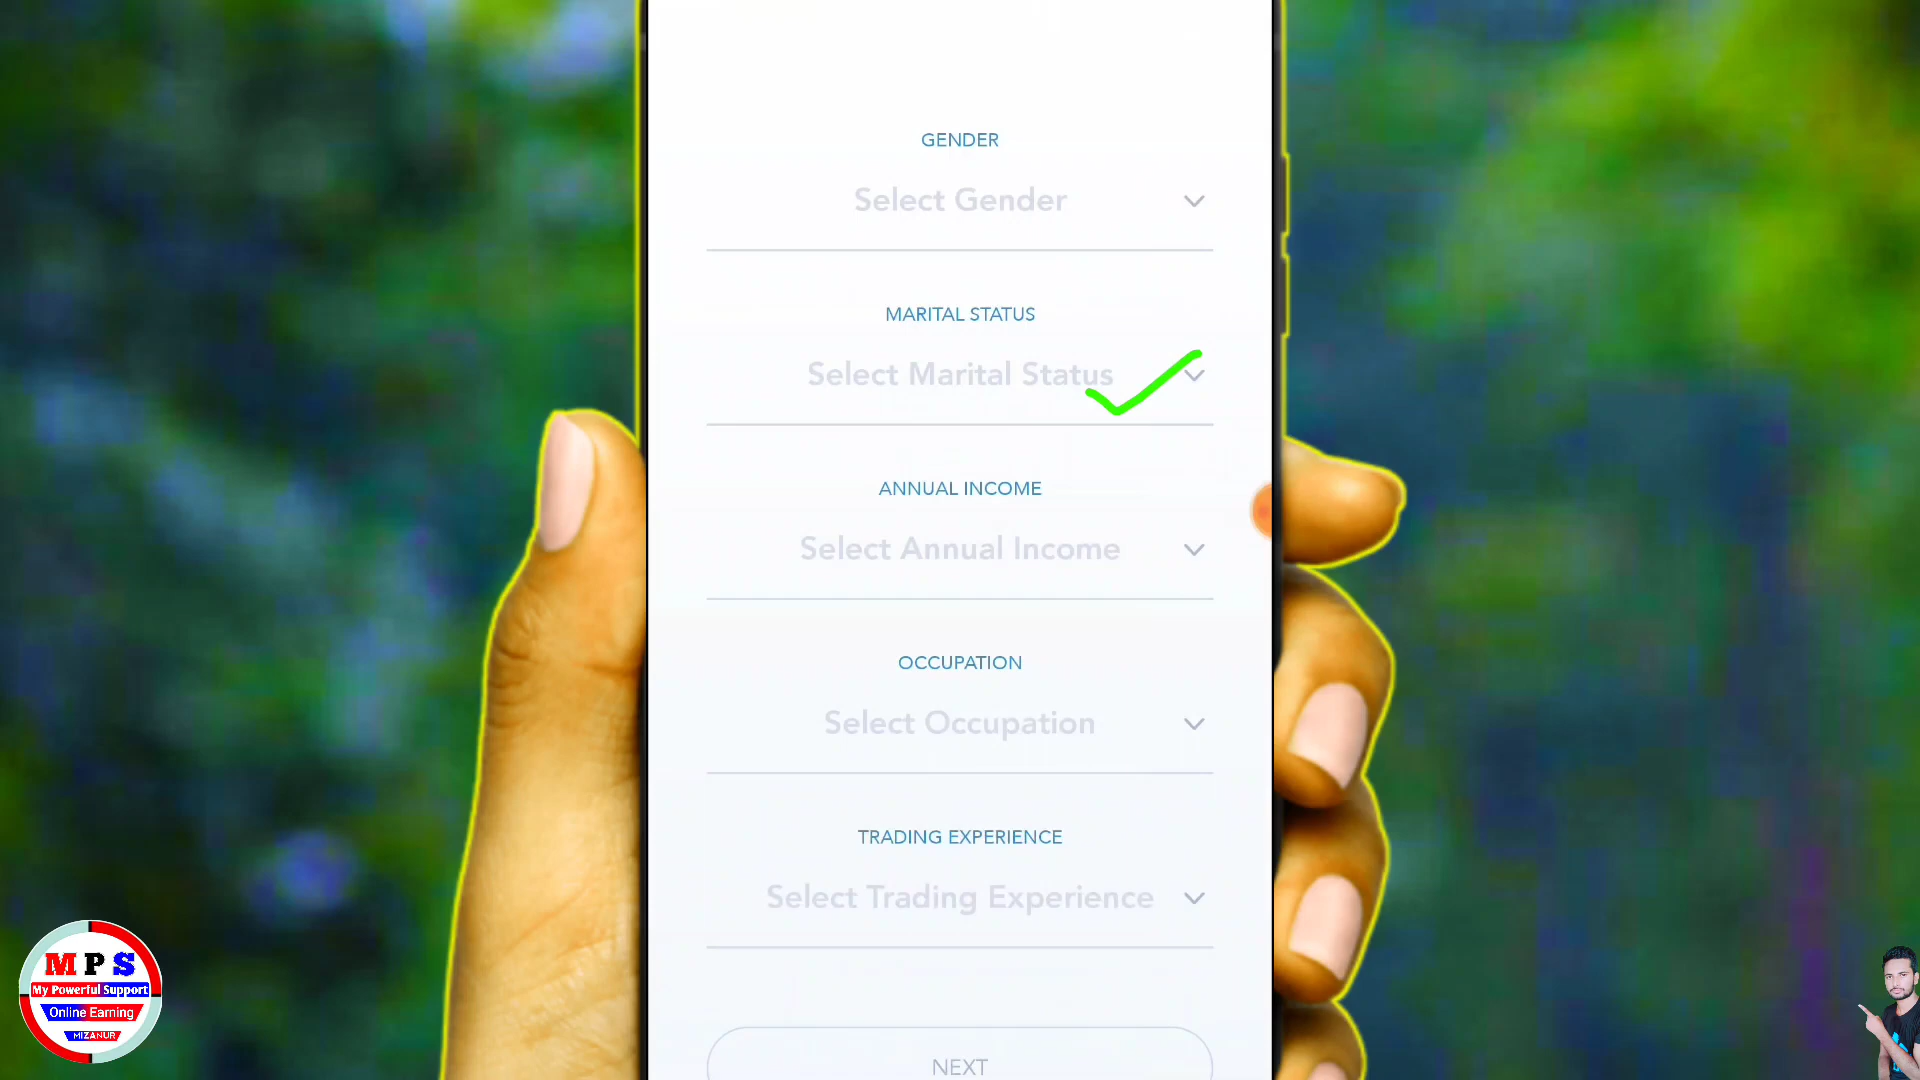 GENDER
Select Gender
MARITAL STATUS
Select Marital Status
ANNUAL INCOME
Select Annual Income
OCCUPATION
Select Occupation
TRADING EXPERIENCE
Select Trading Experience
NEXT
M P S
My Powerful Support
Online Earning
MIZANUR